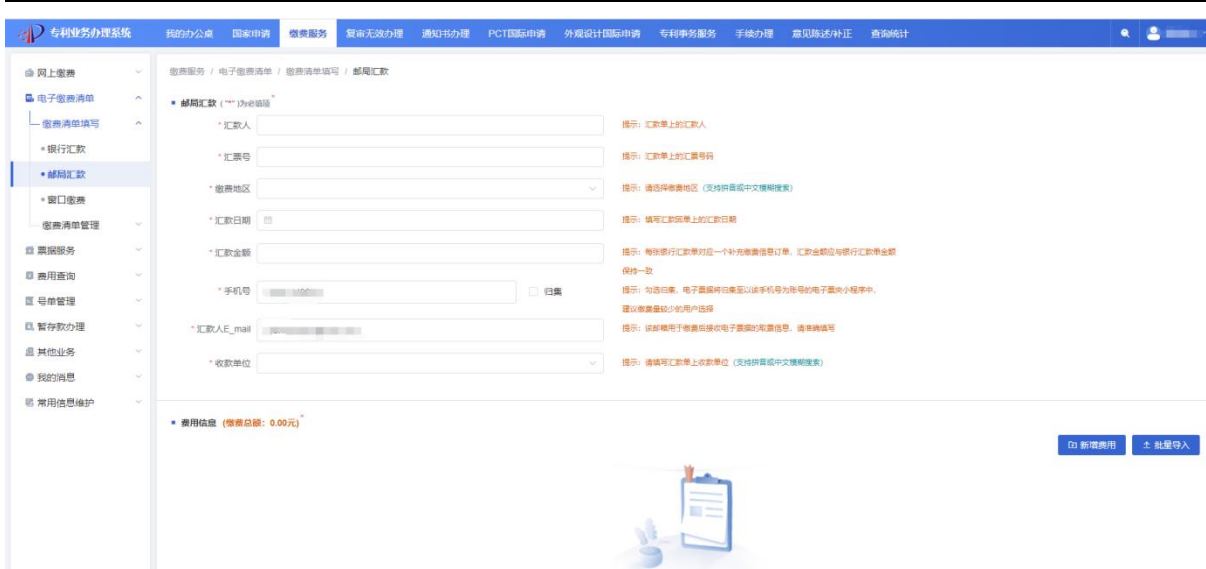 专利业务办理系统
我的办公桌 国家申请 缴费服务 复审无效办理 通知书办理 PCT国际申请 外观设计国际申请 专利事务服务 手续办理 意见陈述/补正 查询统计
网上缴费
电子缴费清单
缴费清单填写
银行汇款
邮局汇款
窗口缴费
缴费清单管理
票据服务
费用查询
号单管理
暂存款办理
其他业务
我的消息
常用信息维护
缴费服务 / 电子缴费清单 / 缴费清单填写 / 邮局汇款
邮局汇款 ("*")为必填项*
* 汇款人
提示:汇款单上的汇款人
* 汇票号
提示:汇款单上的汇票号码
* 缴费地区
提示:请选择缴费地区(支持拼音或中文模糊搜索)
* 汇款日期
提示:填写汇款回单上的汇款日期
* 汇款金额
提示:每张银行汇款单对应一个补充缴费信息订单,汇款金额应与银行汇款单金额
保持一致
* 手机号
归集
提示:勾选归集,电子票据将归集至以该手机号为账号的电子票夹小程序中,
建议缴费量较少的用户选择
* 汇款人E_mail
提示:该邮箱用于缴费后接收电子票据的取票信息,请准确填写
* 收款单位
提示:请填写汇款单上收款单位(支持拼音或中文模糊搜索)
费用信息 (缴费总额:0.00元)*
新增费用
批量导入